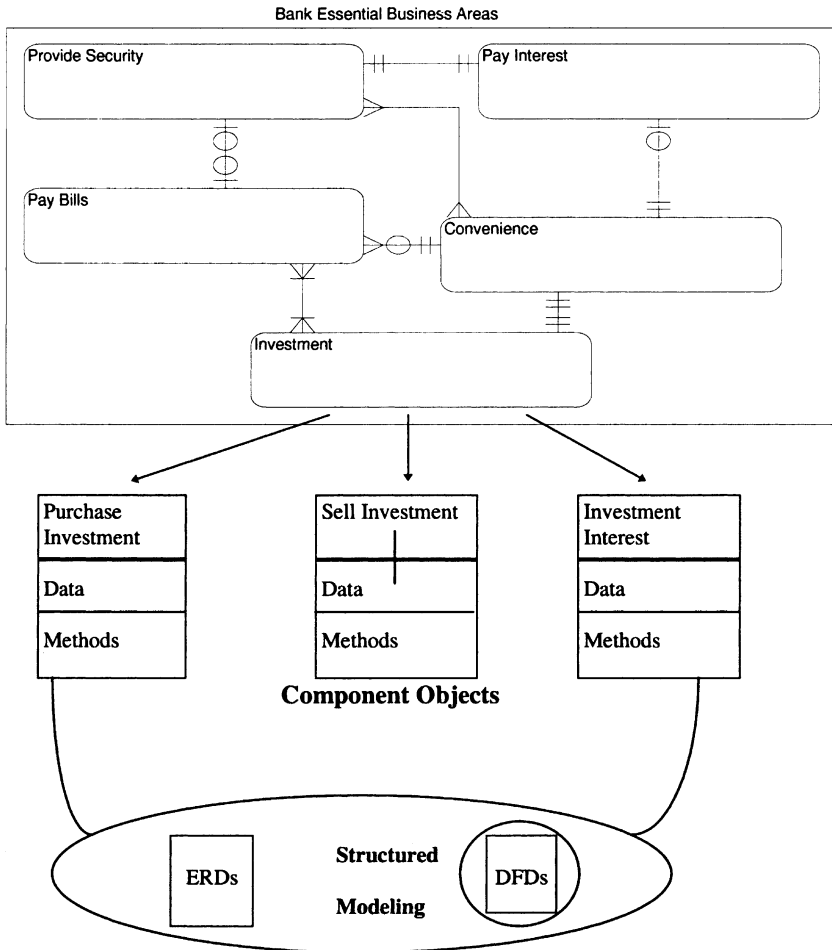 Bank Essential Business Areas
Provide Security
Pay Interest
Pay Bills
Convenience
Investment
Purchase
Investment
Sell Investment
Investment
Interest
Data
Data
Data
Methods
Methods
Methods
Component Objects
Structured
Modeling
ERDs
DFDs